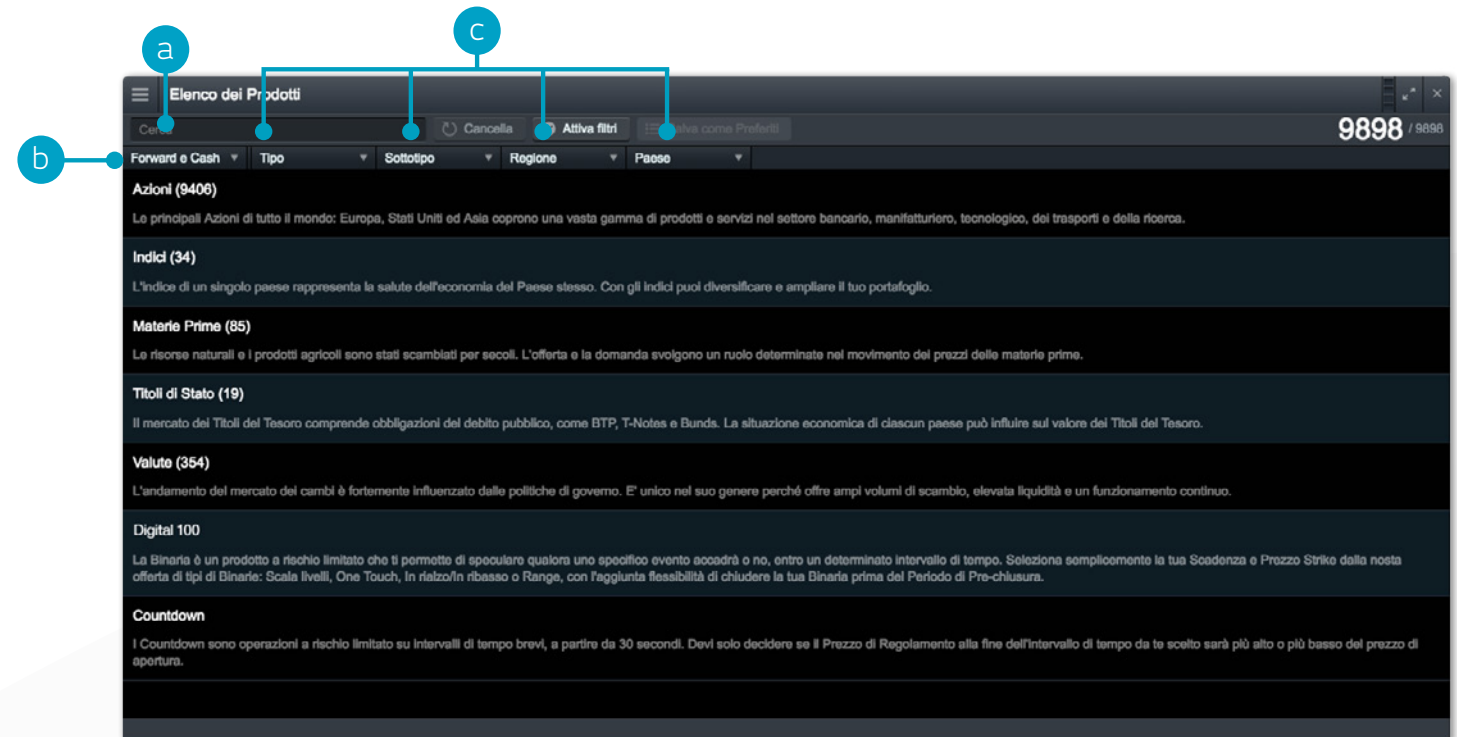 a
c
Elenco dei Prodotti
Cerca
Cancella
Attiva filtri
Salva come Preferiti
9898 / 9898
b
Forward e Cash
Tipo
Sottotipo
Regione
Paese
Azioni (9406)
Le principali Azioni di tutto il mondo: Europa, Stati Uniti ed Asia coprono una vasta gamma di prodotti e servizi nel settore bancario, manifatturiero, tecnologico, dei trasporti e della ricerca.
Indici (34)
L'indice di un singolo paese rappresenta la salute dell'economia del Paese stesso. Con gli indici puoi diversificare e ampliare il tuo portafoglio.
Materie Prime (85)
Le risorse naturali e i prodotti agricoli sono stati scambiati per secoli. L'offerta e la domanda svolgono un ruolo determinate nel movimento dei prezzi delle materie prime.
Titoli di Stato (19)
Il mercato dei Titoli del Tesoro comprende obbligazioni del debito pubblico, come BTP, T-Notes e Bunds. La situazione economica di ciascun paese può influire sul valore dei Titoli del Tesoro.
Valute (354)
L'andamento del mercato dei cambi è fortemente influenzato dalle politiche di governo. E' unico nel suo genere perché offre ampi volumi di scambio, elevata liquidità e un funzionamento continuo.
Digital 100
La Binaria è un prodotto a rischio limitato che ti permette di speculare qualora uno specifico evento accadrà o no, entro un determinato intervallo di tempo. Seleziona semplicemente la tua Scadenza e Prezzo Strike dalla nosta
offerta di tipi di Binarie: Scala livelli, One Touch, In rialzo/In ribasso o Range, con l'aggiunta flessibilità di chiudere la tua Binaria prima del Periodo di Pre-chiusura.
Countdown
I Countdown sono operazioni a rischio limitato su intervalli di tempo brevi, a partire da 30 secondi. Devi solo decidere se il Prezzo di Regolamento alla fine dell'intervallo di tempo da te scelto sarà più alto o più basso del prezzo di
apertura.